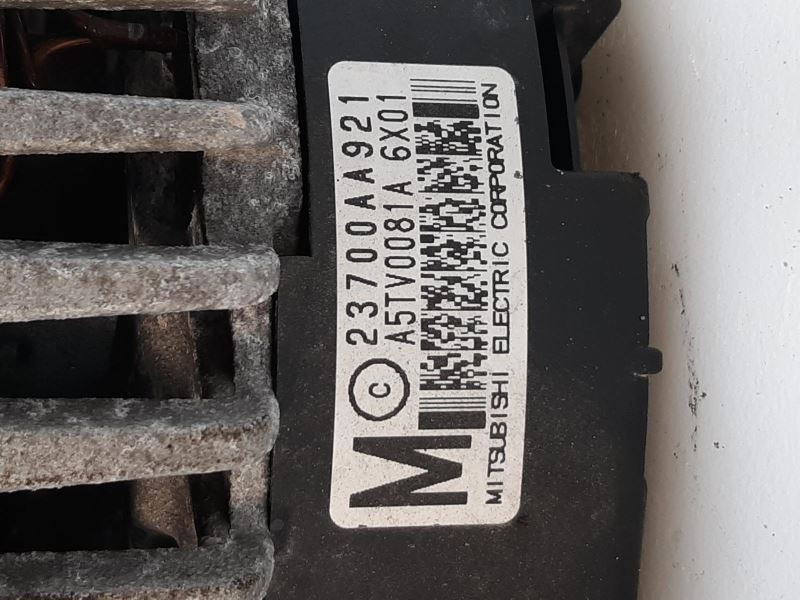 M © 23700AA921
A5TV0081A 6X01
MITSUBISHI ELECTRIC CORPORATION